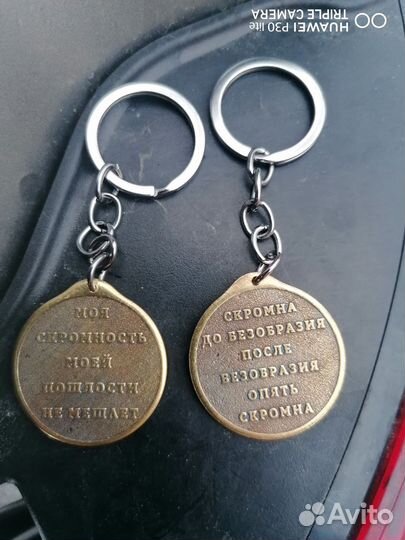 HUAWEI P30 lite
TRIPLE CAMERA
МОЯ
СКРОМНОСТЬ
МОЕЙ
ПОШЛОСТИ
НЕ МЕШАЕТ
СКРОМНА
ДО БЕЗОБРАЗИЯ
ПОСЛЕ
БЕЗОБРАЗИЯ
ОПЯТЬ
СКРОМНА
Avito